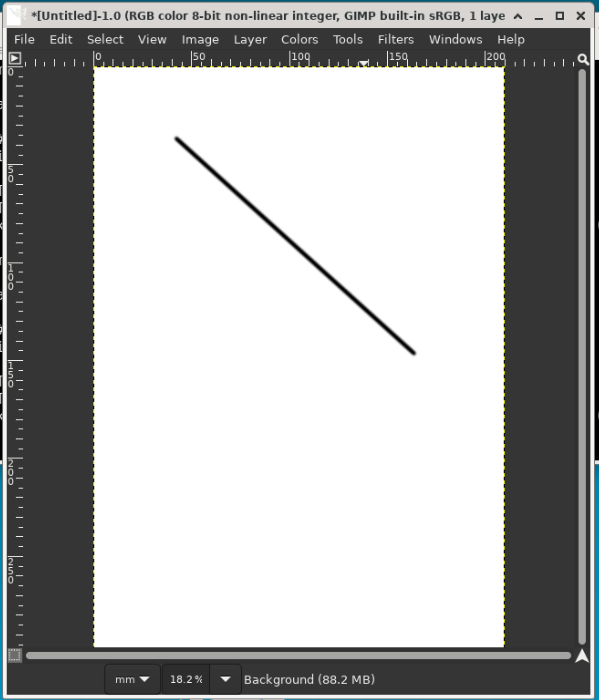 *[Untitled]-1.0 (RGB color 8-bit non-linear integer, GIMP built-in sRGB, 1 laye
File Edit Select View Image Layer Colors Tools Filters Windows Help
0 50 100 150 200
0
50
100
150
200
250
mm 18.2 % Background (88.2 MB)